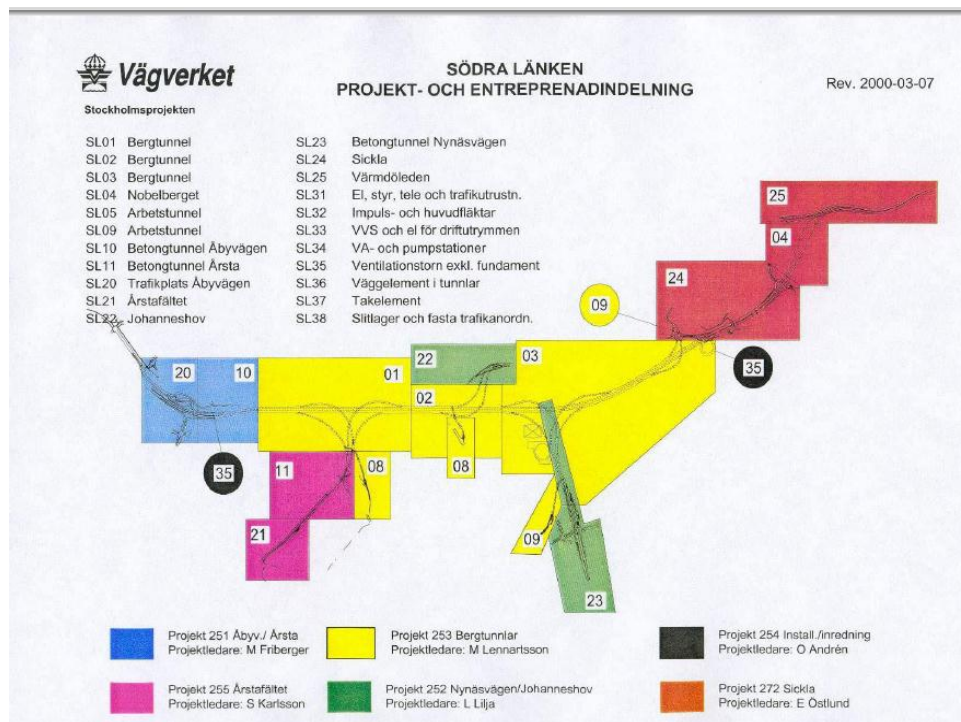 Vägverket
Stockholmsprojekten
SÖDRA LÄNKEN
PROJEKT- OCH ENTREPRENADINDELNING
Rev. 2000-03-07
SL01 Bergtunnel
SL02 Bergtunnel
SL03 Bergtunnel
SL04 Nobelberget
SL05 Arbetstunnel
SL09 Arbetstunnel
SL10 Betongtunnel Åbyvägen
SL11 Betongtunnel Årsta
SL20 Trafikplats Åbyvägen
SL21 Årstafältet
SL22 Johanneshov
SL23 Betongtunnel Nynäsvägen
SL24 Sickla
SL25 Värmdöleden
SL31 El, styr, tele och trafikutrustn.
SL32 Impuls- och huvudfläktar
SL33 VVS och el för driftutrymmen
SL34 VA- och pumpstationer
SL35 Ventilationstorn exkl. fundament
SL36 Väggelement i tunnlar
SL37 Takelement
SL38 Slitlager och fasta trafikanordn.
25
04
24
09
35
22
03
20
10
01
02
35
11
08
08
21
09
23
Projekt 251 Åbyv./ Årsta
Projektledare: M Friberger
Projekt 253 Bergtunnlar
Projektledare: M Lennartsson
Projekt 254 Install./inredning
Projektledare: O Andrén
Projekt 255 Årstafältet
Projektledare: S Karlsson
Projekt 252 Nynäsvägen/Johanneshov
Projektledare: L Lilja
Projekt 272 Sickla
Projektledare: E Östlund